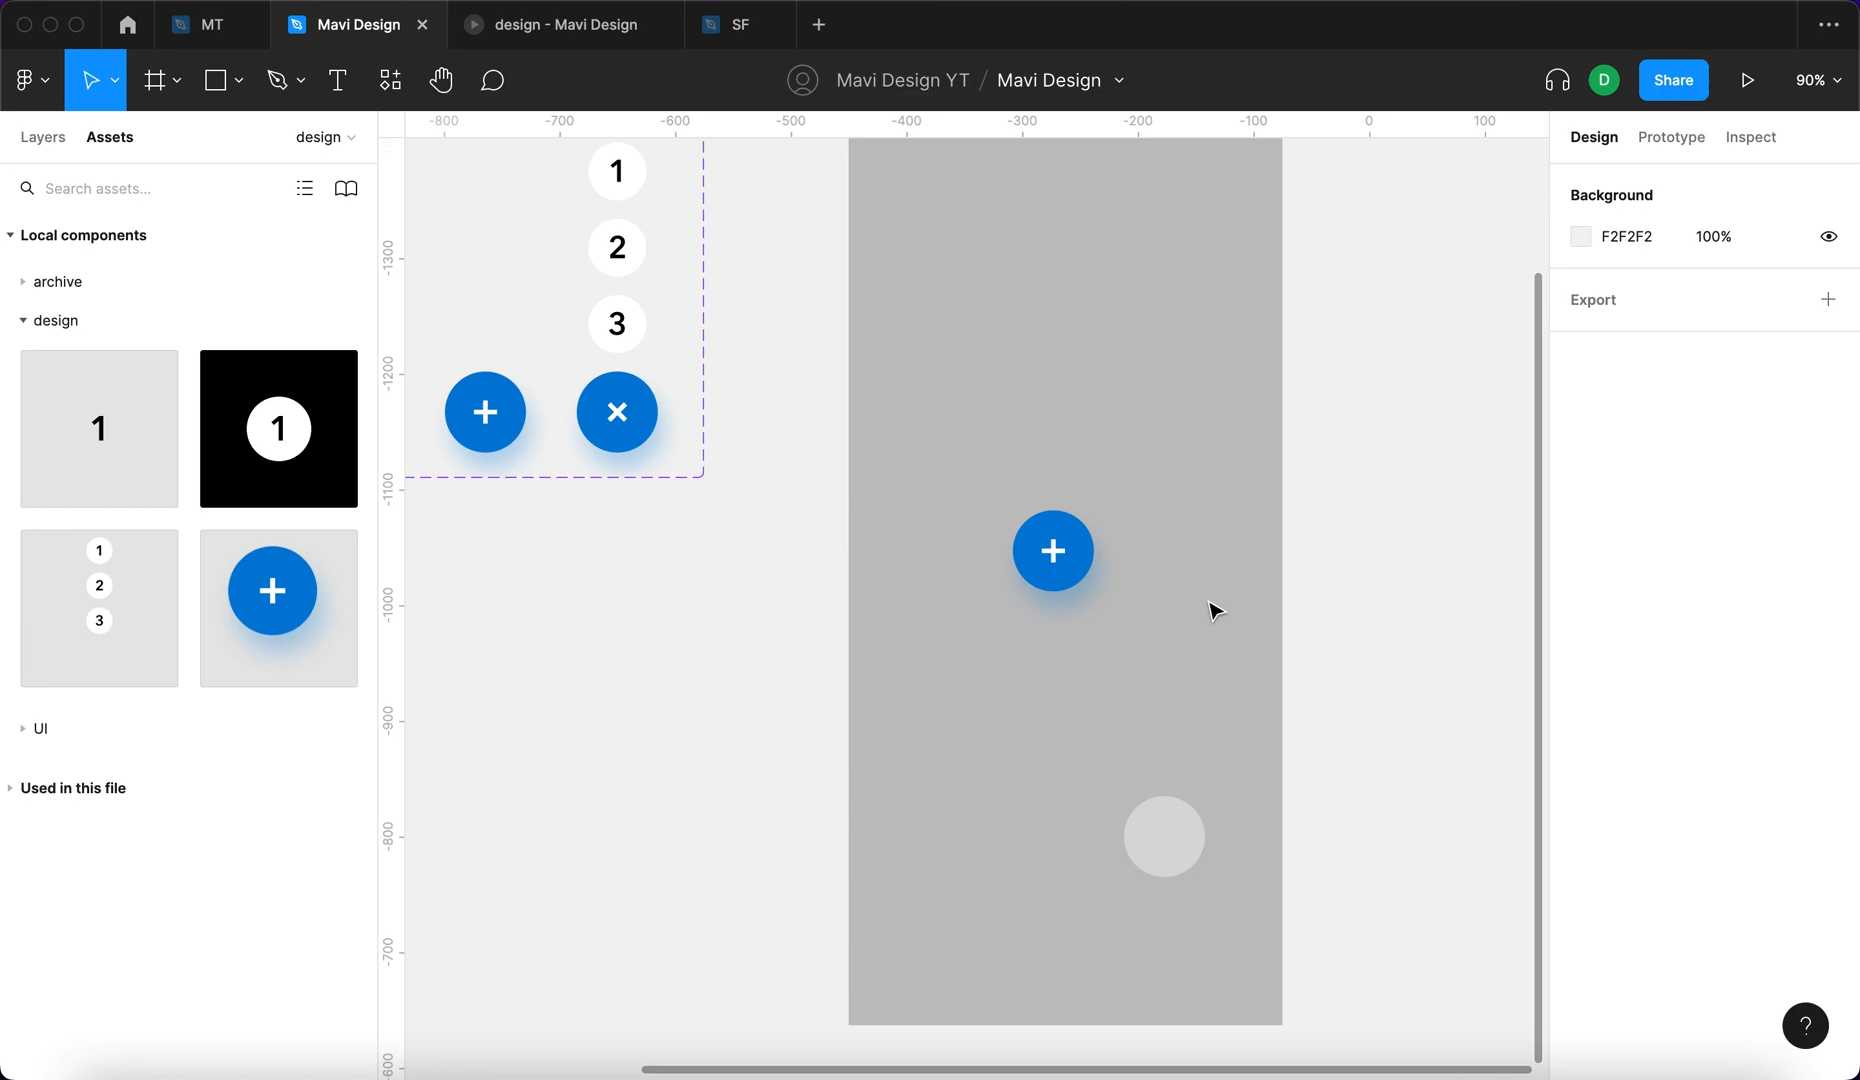 MT
Mavi Design
design - Mavi Design
SF
Mavi Design YT / Mavi Design
D
Share
90%
Layers
Assets
design
-800
-700
-600
-500
-400
-300
-200
-100
0
100
Design
Prototype
Inspect
Search assets...
Background
F2F2F2
100%
Export
Local components
archive
design
1
1
1
2
3
UI
Used in this file
-1300
-1200
-1100
-1000
-900
-800
-700
-600
1
2
3
?